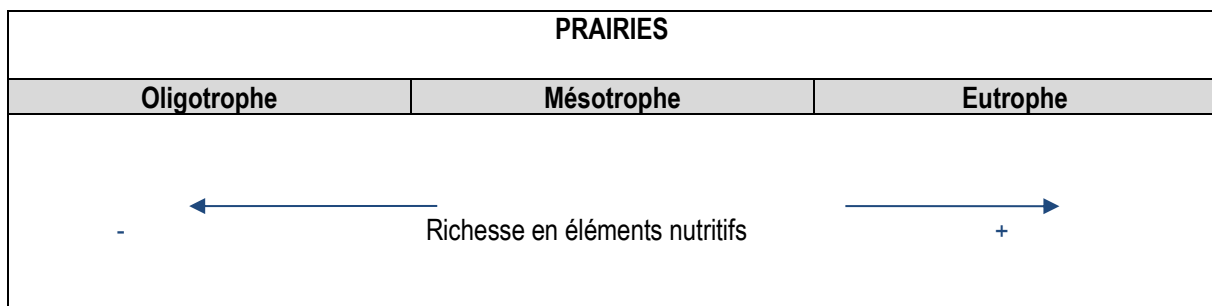 PRAIRIES
Oligotrophe Mésotrophe Eutrophe
- Richesse en éléments nutritifs +